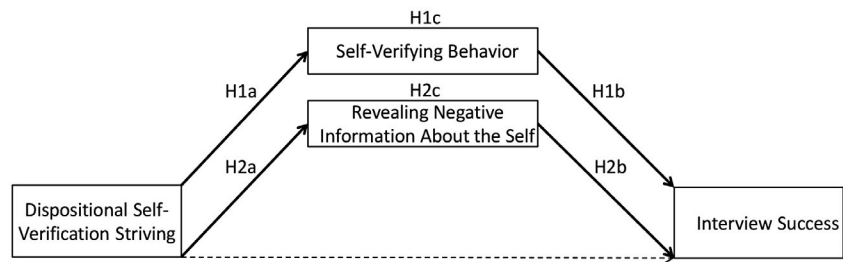 H1c
Self-Verifying Behavior
H1a
H1b
H2c
Revealing Negative
Information About the Self
H2a
H2b
Dispositional Self-
Verification Striving
Interview Success